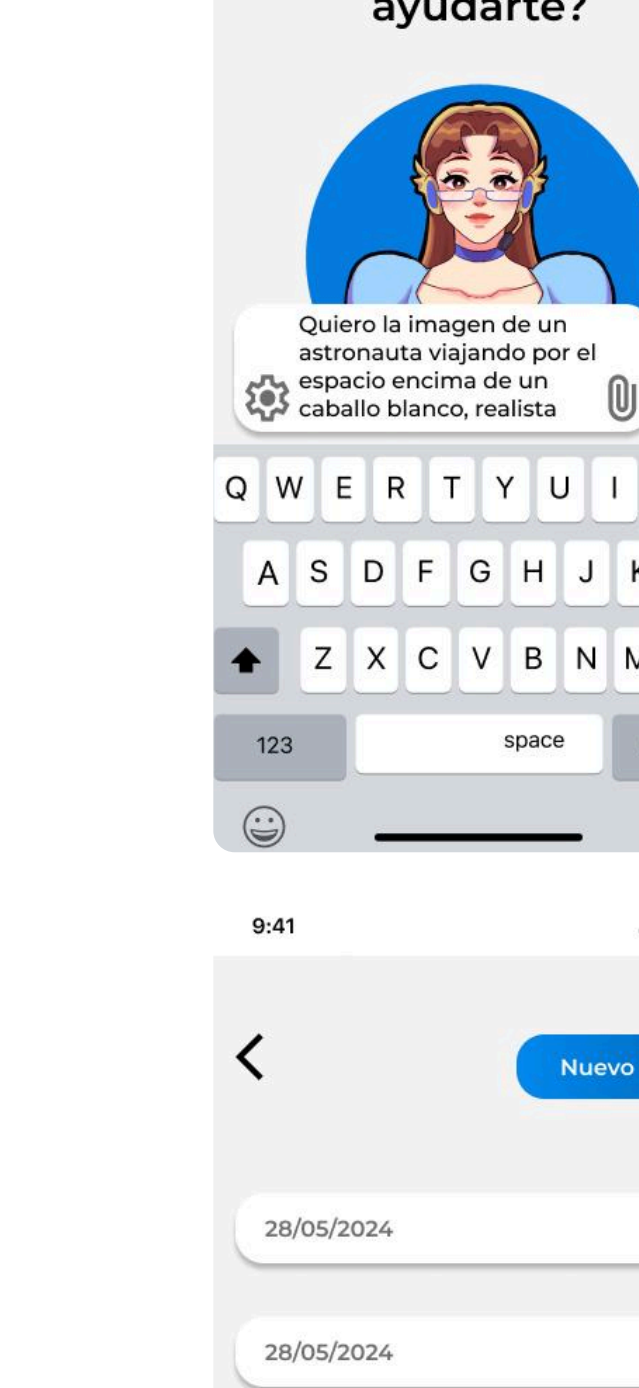 ayudarte?
Quiero la imagen de un
astronauta viajando por el
espacio encima de un
caballo blanco, realista
Q W E R T Y U I
A S D F G H J K
Z X C V B N M
123 space
9:41
Nuevo
28/05/2024
28/05/2024